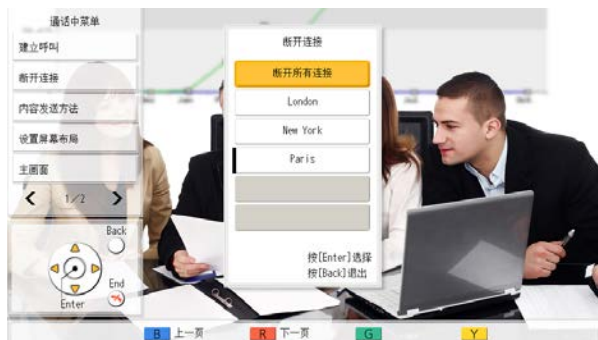 通话中菜单
建立呼叫
断开连接
内容发送方法
设置屏幕布局
主画面
1/2
Back
End
Enter
断开连接
断开所有连接
London
New York
Paris
按[Enter]选择
按[Back]退出
B 上一页 R 下一页 G Y